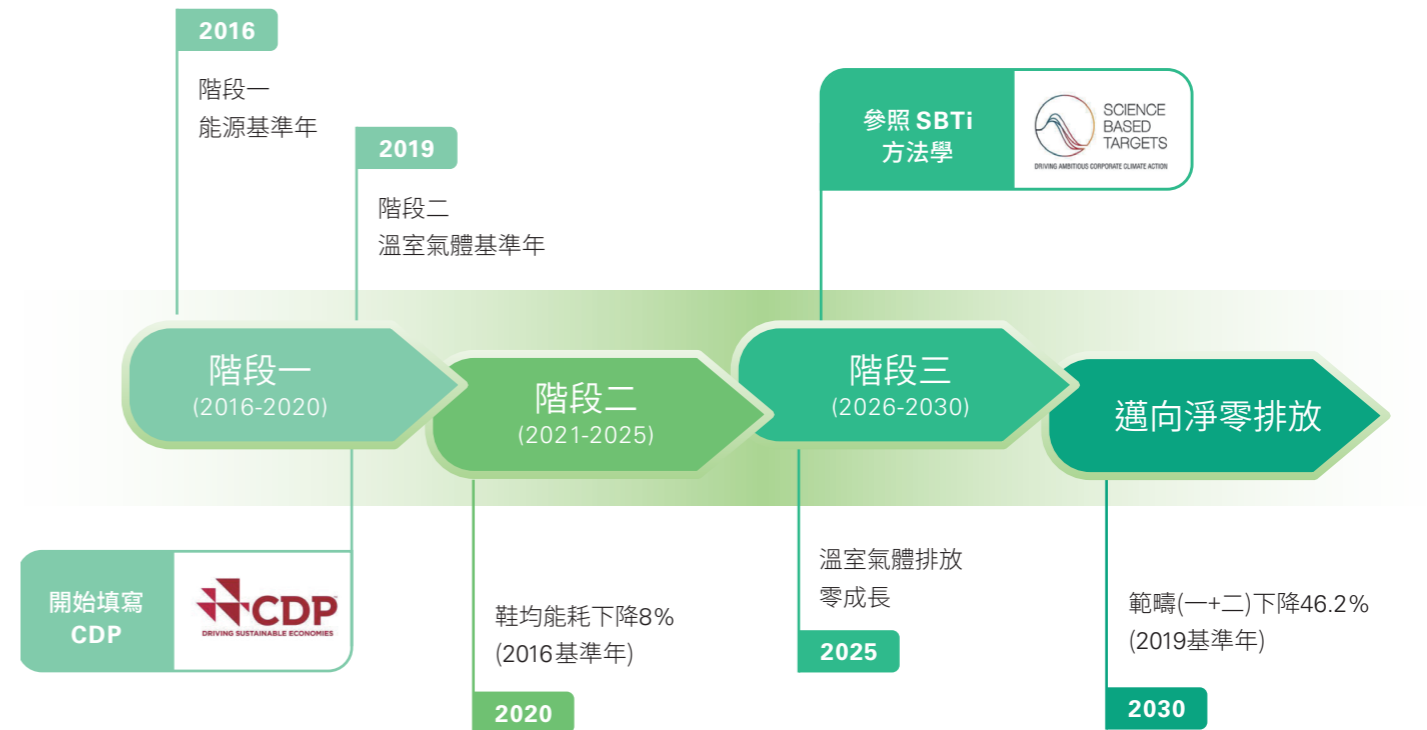 2016
階段一
能源基準年
2019
階段二
溫室氣體基準年
參照 SBTi
方法學
SCIENCE
BASED
TARGETS
DRIVING AMBITIOUS CORPORATE CLIMATE ACTION
階段一
(2016-2020)
階段二
(2021-2025)
階段三
(2026-2030)
邁向淨零排放
開始填寫
CDP
CDP
DRIVING SUSTAINABLE ECONOMIES
鞋均能耗下降8%
(2016基準年)
2020
溫室氣體排放
零成長
2025
範疇(一+二)下降46.2%
(2019基準年)
2030